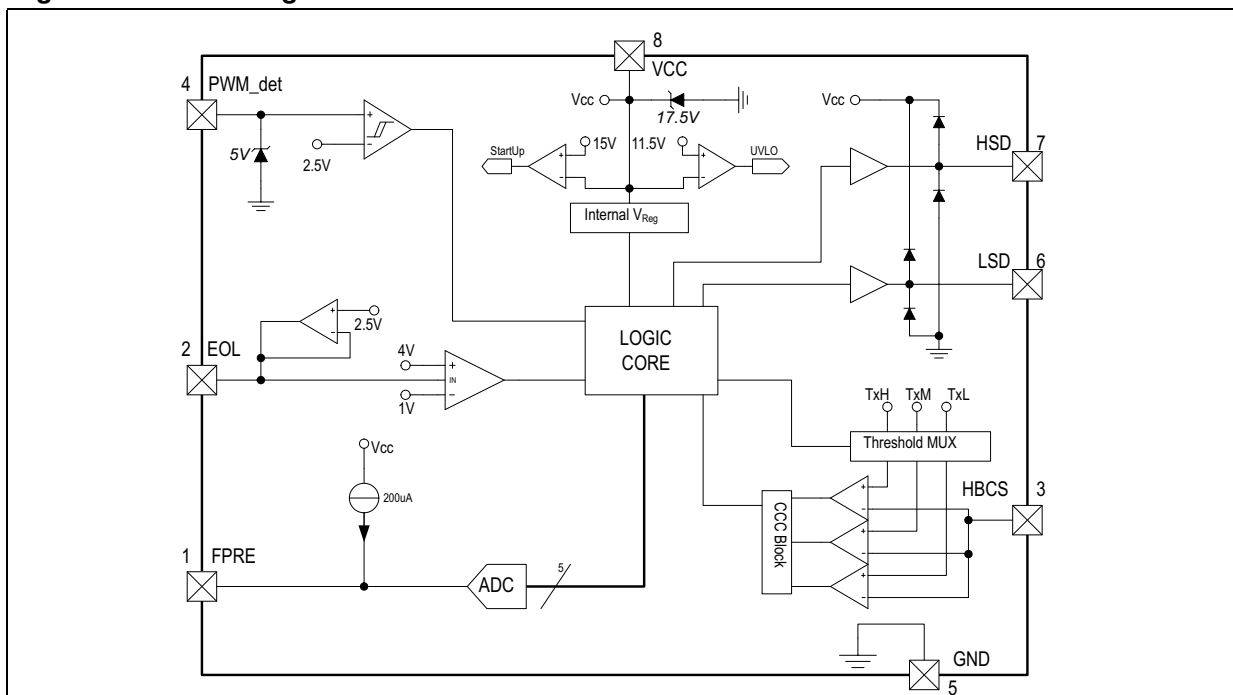 8
VCC
4 PWM_det
Vcc
17.5V
Vcc
HSD 7
5V
2.5V
StartUp
15V 11.5V
UVLO
Internal VReg
LSD 6
2.5V
LOGIC
CORE
2 EOL
4V
IN
1V
TxH TxM TxL
Threshold MUX
Vcc
HBCS 3
200uA
CCC Block
1 FPRE
ADC
5
GND
5